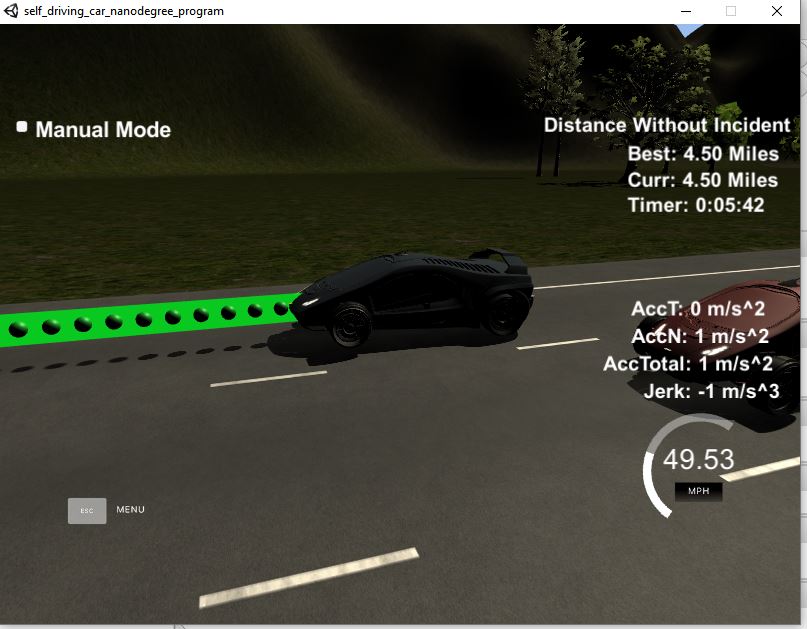 self_driving_car_nanodegree_program
Manual Mode
Distance Without Incident
Best: 4.50 Miles
Curr: 4.50 Miles
Timer: 0:05:42
AccT: 0 m/s^2
AccN: 1 m/s^2
AccTotal: 1 m/s^2
Jerk: -1 m/s^3
49.53
MPH
ESC MENU